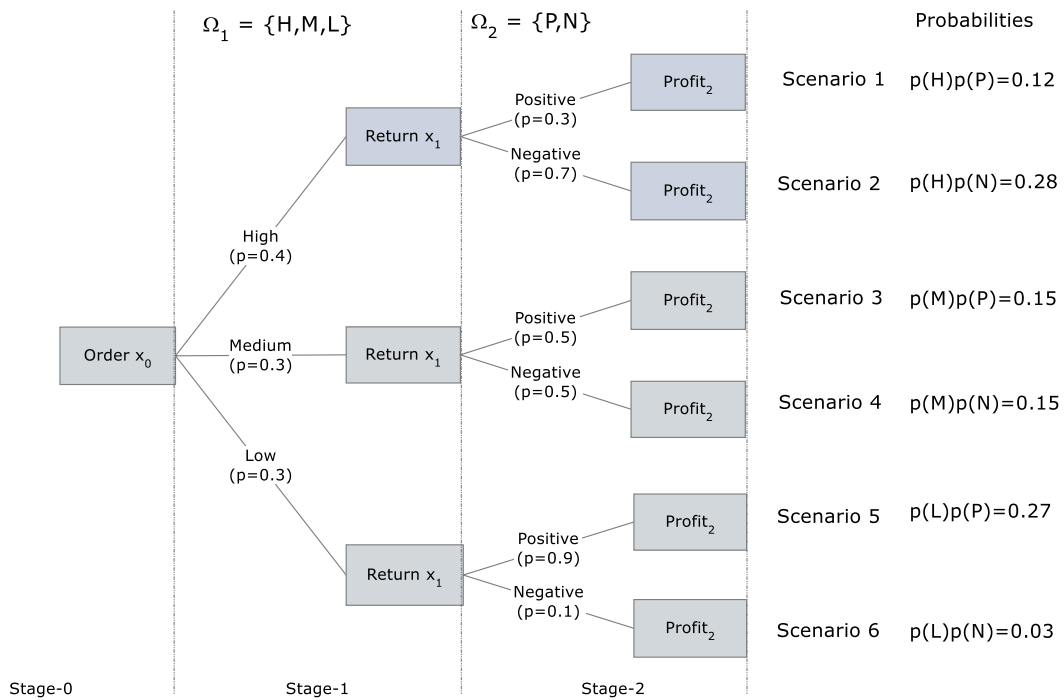 Ω₁ = {H,M,L}
Ω₂ = {P,N}
Probabilities
Order x₀
High
(p=0.4)
Medium
(p=0.3)
Low
(p=0.3)
Return x₁
Positive
(p=0.3)
Negative
(p=0.7)
Profit₂
Scenario 1
p(H)p(P)=0.12
Profit₂
Scenario 2
p(H)p(N)=0.28
Return x₁
Positive
(p=0.5)
Negative
(p=0.5)
Profit₂
Scenario 3
p(M)p(P)=0.15
Profit₂
Scenario 4
p(M)p(N)=0.15
Return x₁
Positive
(p=0.9)
Negative
(p=0.1)
Profit₂
Scenario 5
p(L)p(P)=0.27
Profit₂
Scenario 6
p(L)p(N)=0.03
Stage-0
Stage-1
Stage-2